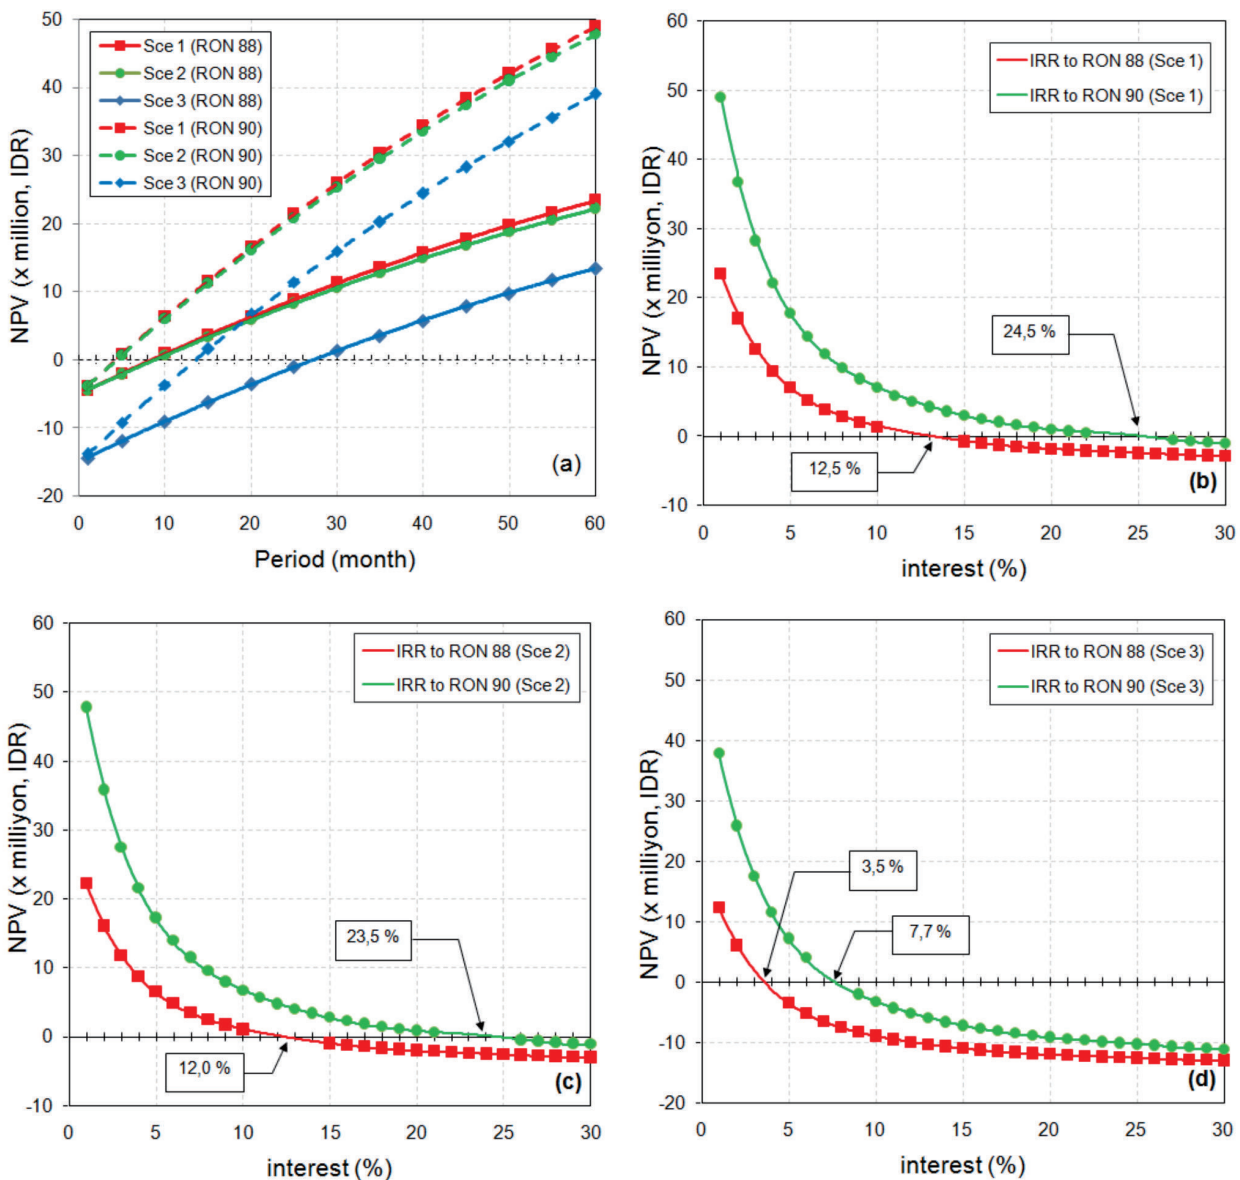 50
40
30
20
10
0
-10
-20
NPV (x million, IDR)
Sce 1 (RON 88)
Sce 2 (RON 88)
Sce 3 (RON 88)
Sce 1 (RON 90)
Sce 2 (RON 90)
Sce 3 (RON 90)
(a)
0 10 20 30 40 50 60
Period (month)
60
50
40
30
20
10
0
-10
NPV (x milliyon, IDR)
IRR to RON 88 (Sce 1)
IRR to RON 90 (Sce 1)
24,5 %
12,5 %
(b)
0 5 10 15 20 25 30
interest (%)
60
50
40
30
20
10
0
-10
NPV (x milliyon, IDR)
IRR to RON 88 (Sce 2)
IRR to RON 90 (Sce 2)
23,5 %
12,0 %
(c)
0 5 10 15 20 25 30
interest (%)
60
50
40
30
20
10
0
-10
-20
NPV (x milliyon, IDR)
IRR to RON 88 (Sce 3)
IRR to RON 90 (Sce 3)
3,5 %
7,7 %
(d)
0 5 10 15 20 25 30
interest (%)